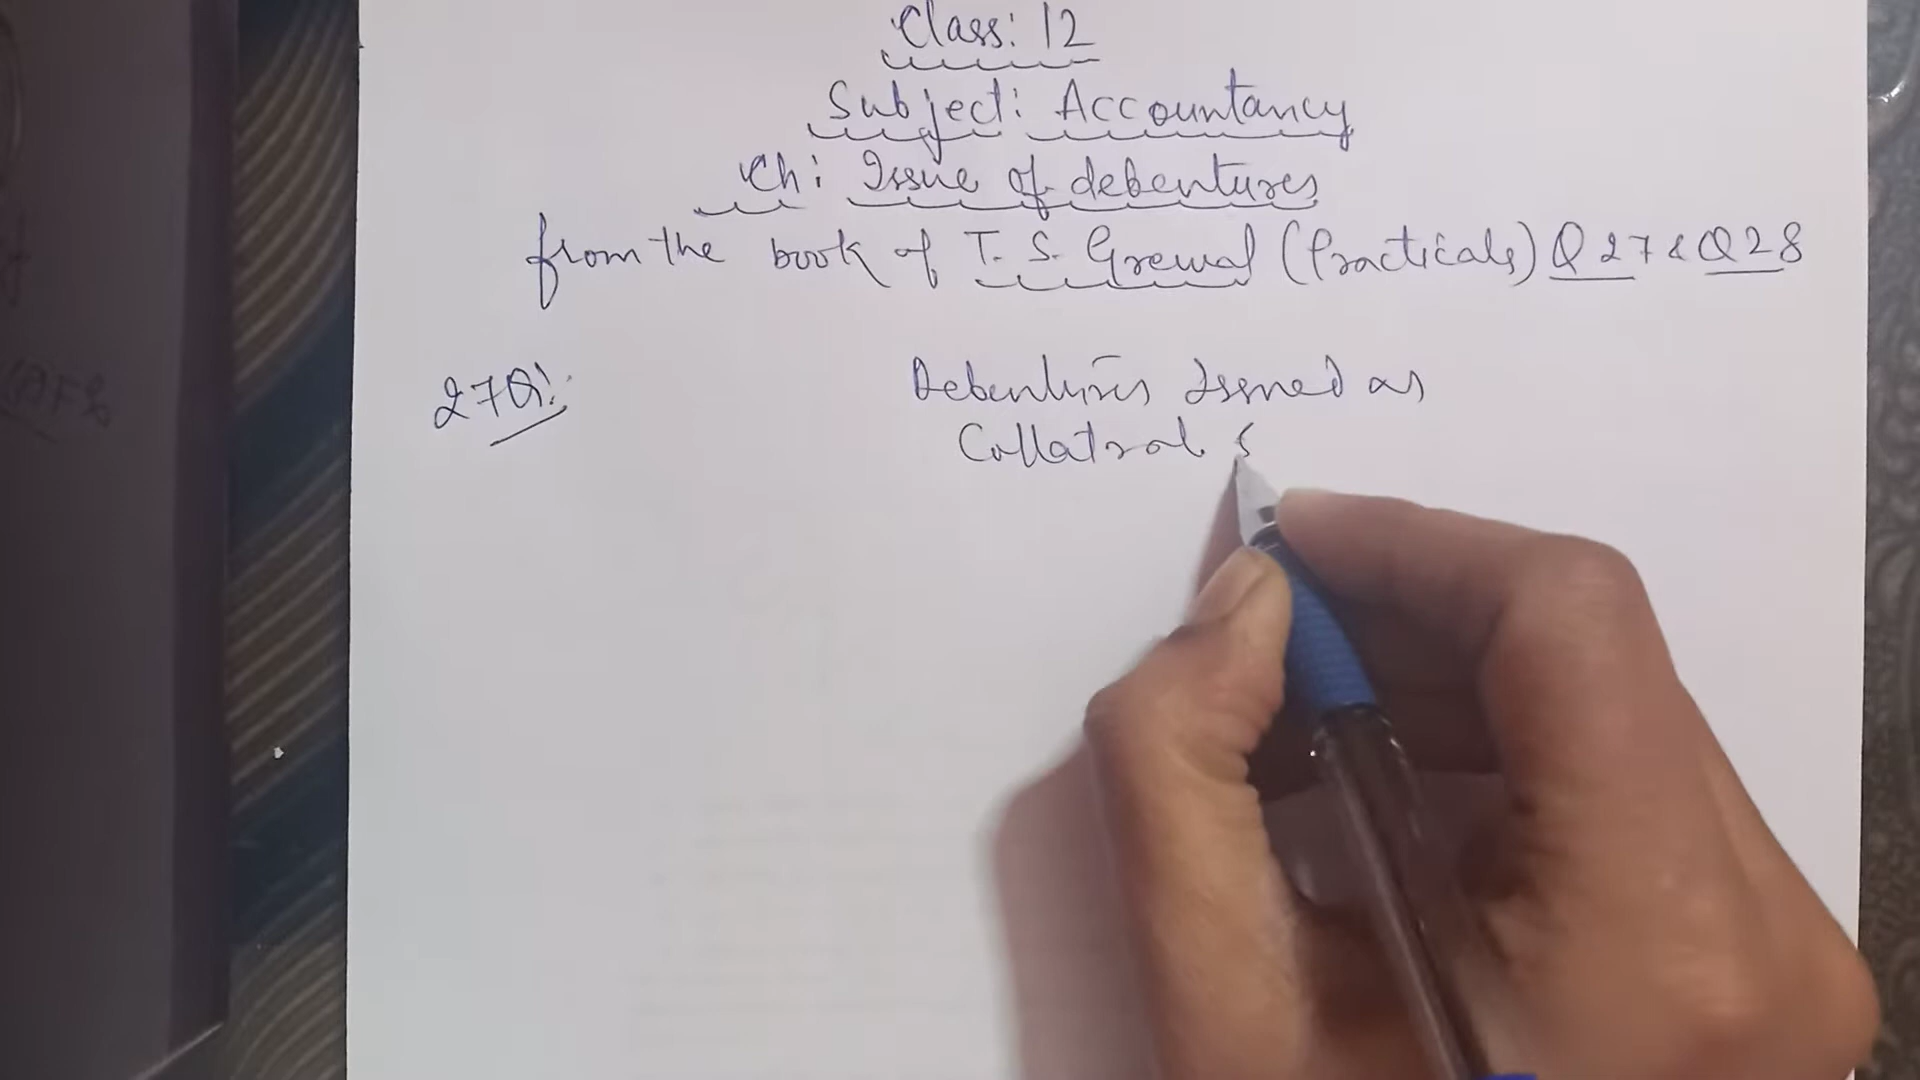 Class: 12
Subject: Accountancy
Ch: Issue of debentures
from the book of T. S. Grewal (Practicals) Q 27 & Q 28
27Q:
Debentures Issued as
Collatral S